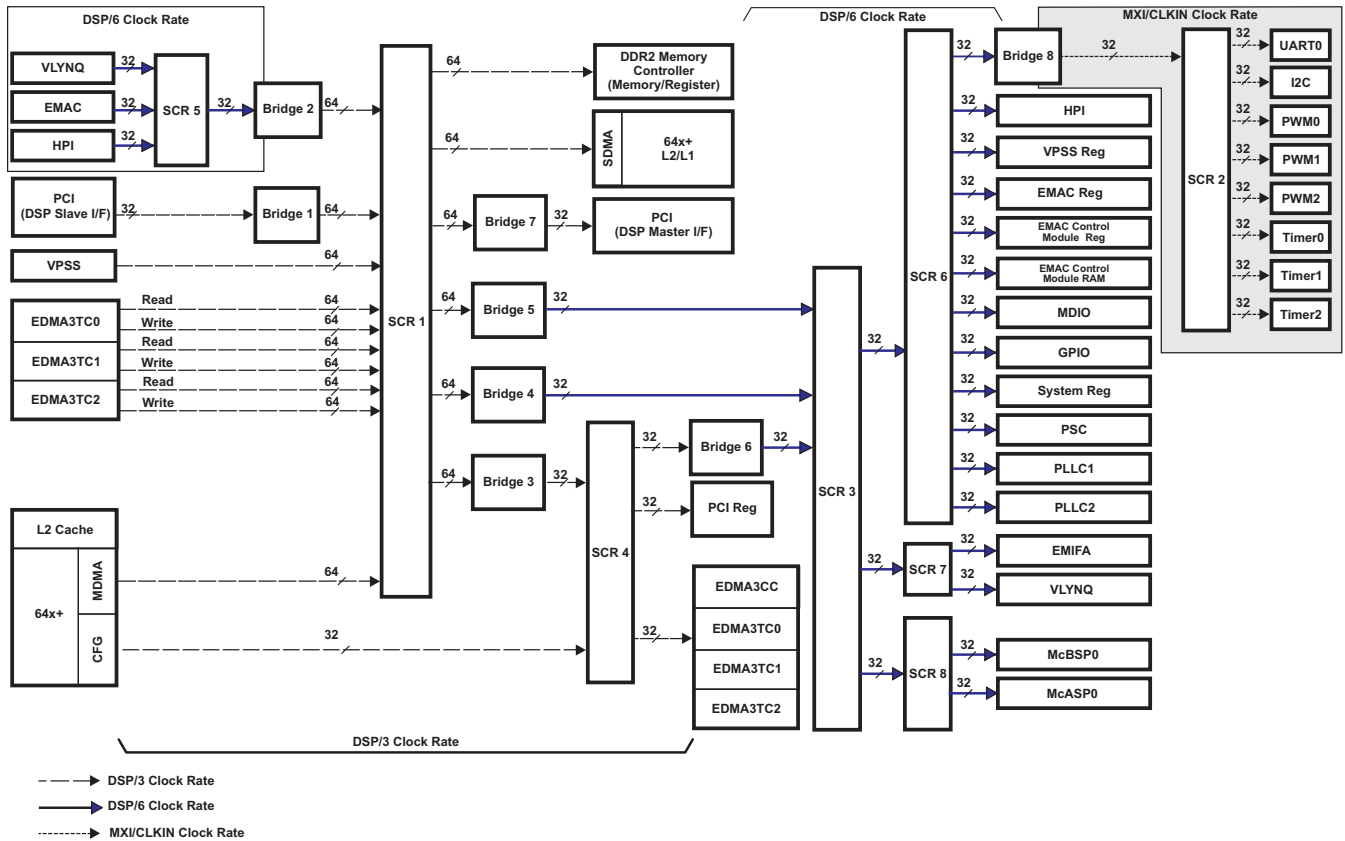 DSP/6 Clock Rate
VLYNQ
32
EMAC
32
HPI
32
SCR 5
32
Bridge 2
64
PCI
(DSP Slave I/F)
32
Bridge 1
64
VPSS
64
EDMA3TC0
Read
64
Write
64
EDMA3TC1
Read
64
Write
64
EDMA3TC2
Read
64
Write
64
L2 Cache
64x+
MDMA
64
CFG
32
SCR 1
64
DDR2 Memory
Controller
(Memory/Register)
64
SDMA
64x+
L2/L1
64
Bridge 7
32
PCI
(DSP Master I/F)
64
Bridge 5
32
64
Bridge 4
32
64
Bridge 3
32
SCR 4
32
Bridge 6
32
32
PCI Reg
32
EDMA3CC
EDMA3TC0
EDMA3TC1
EDMA3TC2
SCR 3
DSP/6 Clock Rate
32
SCR 6
32
Bridge 8
32
32
HPI
32
VPSS Reg
32
EMAC Reg
32
EMAC Control
Module Reg
32
EMAC Control
Module RAM
32
MDIO
32
GPIO
32
System Reg
32
PSC
32
PLLC1
32
PLLC2
32
SCR 7
32
EMIFA
32
VLYNQ
32
SCR 8
32
McBSP0
32
McASP0
MXI/CLKIN Clock Rate
SCR 2
32
UART0
32
I2C
32
PWM0
32
PWM1
32
PWM2
32
Timer0
32
Timer1
32
Timer2
DSP/3 Clock Rate
DSP/3 Clock Rate
DSP/6 Clock Rate
MXI/CLKIN Clock Rate